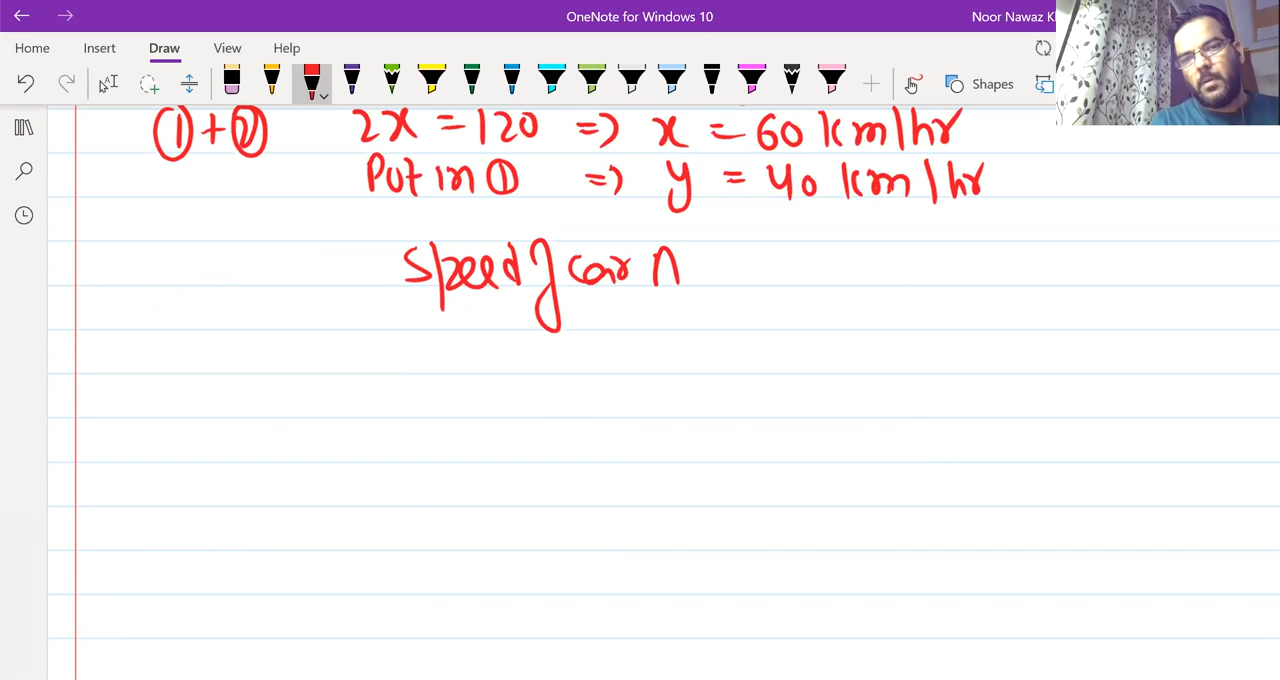 OneNote for Windows 10
Noor Nawaz Kh
Home Insert Draw View Help
Shapes
① + ② 2x = 120 => x = 60 km/hr
Put in ① => y = 40 km/hr
Speed of car